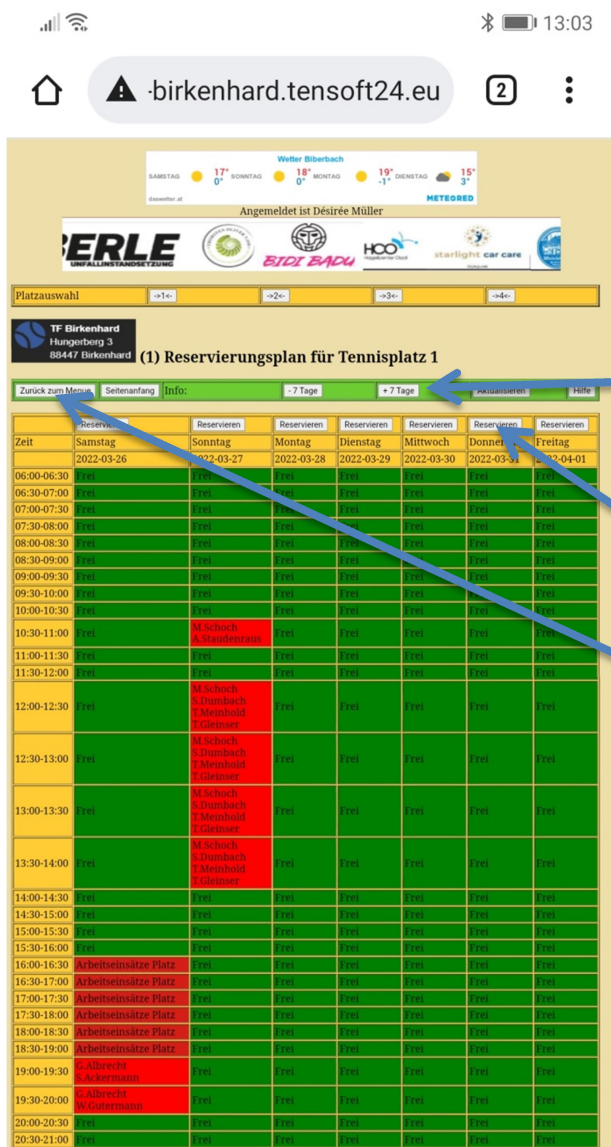 13:03
-birkenhard.tensoft24.eu 2
Wetter Biberbach
SAMSTAG 17° 0° SONNTAG 18° 0° MONTAG 19° -1° DIENSTAG 15° 3°
daswetter.at METEORED
Angemeldet ist Désirée Müller
ERLE BIDI BADU HCO starlight car care
UNFALLINSTANDSETZUNG
Platzauswahl ->1<- ->2<- ->3<- ->4<-
TF Birkenhard
Hungerberg 3
88447 Birkenhard
(1) Reservierungsplan für Tennisplatz 1
Zurück zum Menue Seitenanfang Info: - 7 Tage + 7 Tage Aktualisieren Hilfe
Reservieren Reservieren Reservieren Reservieren Reservieren Reservieren Reservieren
Zeit Samstag Sonntag Montag Dienstag Mittwoch Freitag
2022-03-26 2022-03-27 2022-03-28 2022-03-29 2022-03-30 2022-03-31 2022-04-01
06:00-06:30 Frei Frei Frei Frei Frei Frei Frei
06:30-07:00 Frei Frei Frei Frei Frei Frei Frei
07:00-07:30 Frei Frei Frei Frei Frei Frei Frei
07:30-08:00 Frei Frei Frei Frei Frei Frei Frei
08:00-08:30 Frei Frei Frei Frei Frei Frei Frei
08:30-09:00 Frei Frei Frei Frei Frei Frei Frei
09:00-09:30 Frei Frei Frei Frei Frei Frei Frei
09:30-10:00 Frei Frei Frei Frei Frei Frei Frei
10:00-10:30 Frei Frei Frei Frei Frei Frei Frei
10:30-11:00 Frei M.Schoch A.Staudenraus Frei Frei Frei Frei Frei
11:00-11:30 Frei Frei Frei Frei Frei Frei Frei
11:30-12:00 Frei Frei Frei Frei Frei Frei Frei
12:00-12:30 Frei M.Schoch S.Dumbach T.Meinhold T.Gleinser Frei Frei Frei Frei Frei
12:30-13:00 Frei M.Schoch S.Dumbach T.Meinhold T.Gleinser Frei Frei Frei Frei Frei
13:00-13:30 Frei M.Schoch S.Dumbach T.Meinhold T.Gleinser Frei Frei Frei Frei Frei
13:30-14:00 Frei M.Schoch S.Dumbach T.Meinhold T.Gleinser Frei Frei Frei Frei Frei
14:00-14:30 Frei Frei Frei Frei Frei Frei Frei
14:30-15:00 Frei Frei Frei Frei Frei Frei Frei
15:00-15:30 Frei Frei Frei Frei Frei Frei Frei
15:30-16:00 Frei Frei Frei Frei Frei Frei Frei
16:00-16:30 Arbeitseinsätze Platz Frei Frei Frei Frei Frei Frei
16:30-17:00 Arbeitseinsätze Platz Frei Frei Frei Frei Frei Frei
17:00-17:30 Arbeitseinsätze Platz Frei Frei Frei Frei Frei Frei
17:30-18:00 Arbeitseinsätze Platz Frei Frei Frei Frei Frei Frei
18:00-18:30 Arbeitseinsätze Platz Frei Frei Frei Frei Frei Frei
18:30-19:00 Arbeitseinsätze Platz Frei Frei Frei Frei Frei Frei
19:00-19:30 G.Albrecht S.Ackermann Frei Frei Frei Frei Frei Frei
19:30-20:00 G.Albrecht W.Gutermann Frei Frei Frei Frei Frei Frei
20:00-20:30 Frei Frei Frei Frei Frei Frei Frei
20:30-21:00 Frei Frei Frei Frei Frei Frei Frei